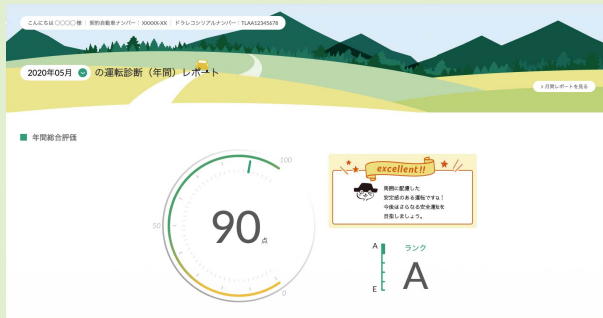 こんにちは 〇〇〇〇 様 | 契約自動車ナンバー：XXXXX-XX | ドラレコシリアルナンバー：TLAA12345678
2020年05月 の運転診断（年間）レポート
> 月間レポートを見る
年間総合評価
100
50
0
90点
excellent!!
周囲に配慮した
安定感のある運転ですね！
今後はさらなる安全運転を
目指しましょう。
A ランク
A
E